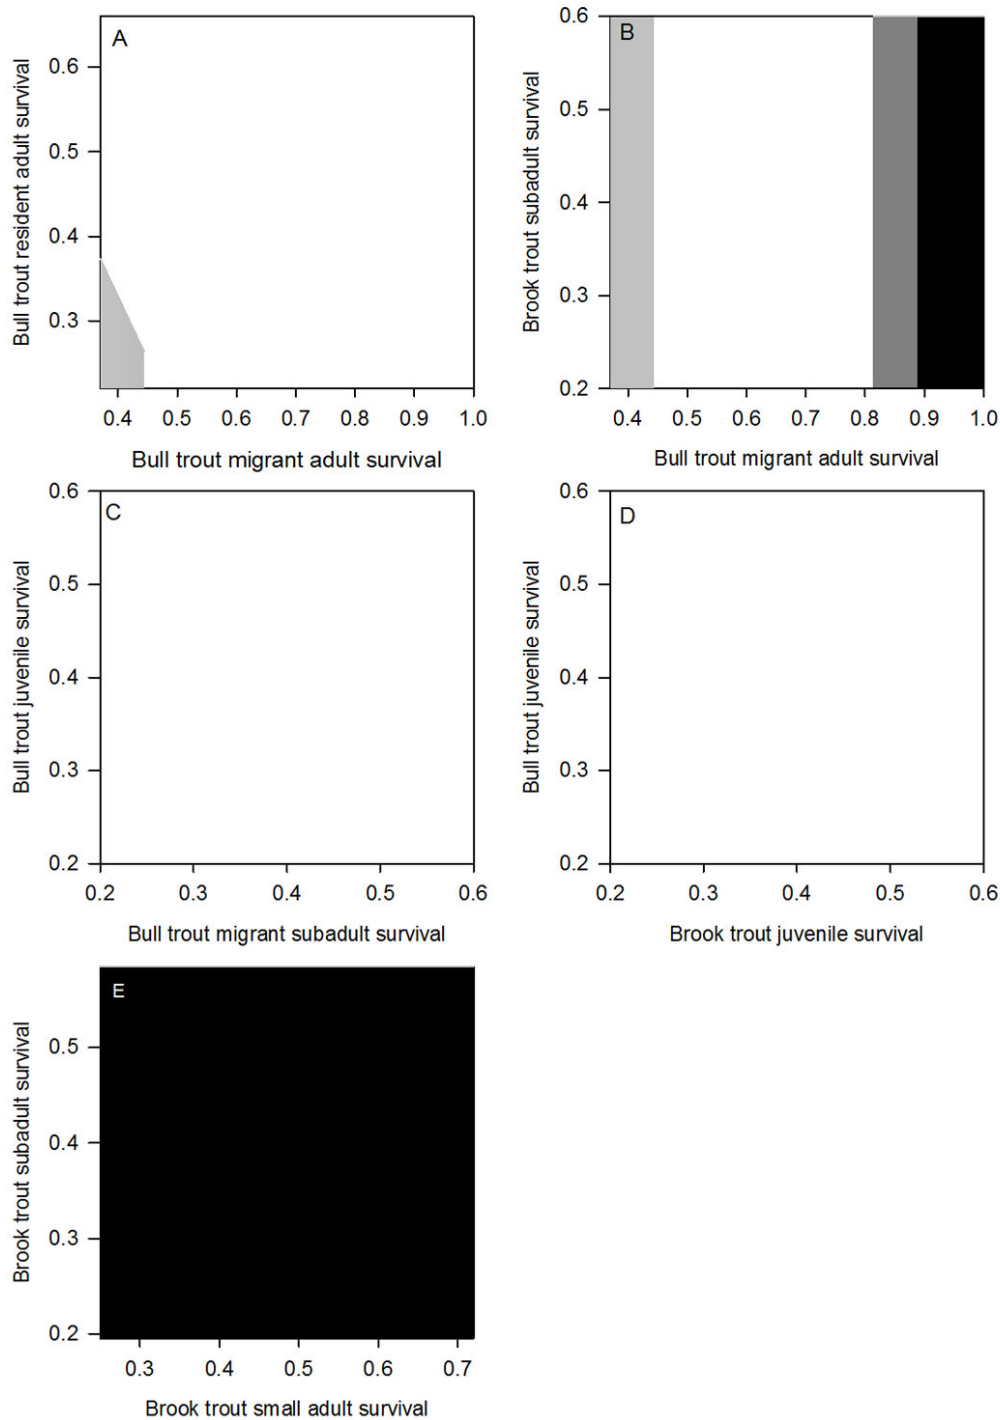 A
Bull trout resident adult survival
0.6
0.5
0.4
0.3
0.4 0.5 0.6 0.7 0.8 0.9 1.0
Bull trout migrant adult survival
B
Brook trout subadult survival
0.6
0.5
0.4
0.3
0.2
0.4 0.5 0.6 0.7 0.8 0.9 1.0
Bull trout migrant adult survival
C
Bull trout juvenile survival
0.6
0.5
0.4
0.3
0.2
0.2 0.3 0.4 0.5 0.6
Bull trout migrant subadult survival
D
Bull trout juvenile survival
0.6
0.5
0.4
0.3
0.2
0.2 0.3 0.4 0.5 0.6
Brook trout juvenile survival
E
Brook trout subadult survival
0.5
0.4
0.3
0.2
0.3 0.4 0.5 0.6 0.7
Brook trout small adult survival